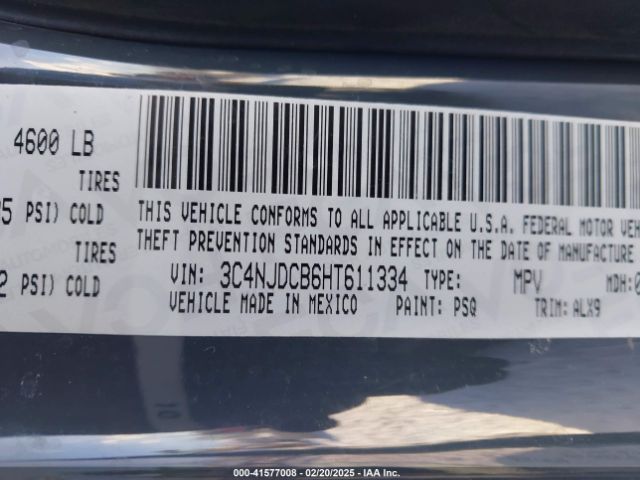 4600 LB
TIRES
5 PSI) COLD
TIRES
PSI) COLD
THIS VEHICLE CONFORMS TO ALL APPLICABLE U.S.A. FEDERAL MOTOR VEH
THEFT PREVENTION STANDARDS IN EFFECT ON THE DATE OF MANUFACTURE
VIN: 3C4NJDCB6HT611334 TYPE: MPV MDH:0
VEHICLE MADE IN MEXICO PAINT: PSQ TRIM: ALX9
000-41577008 - 02/20/2025 - IAA Inc.